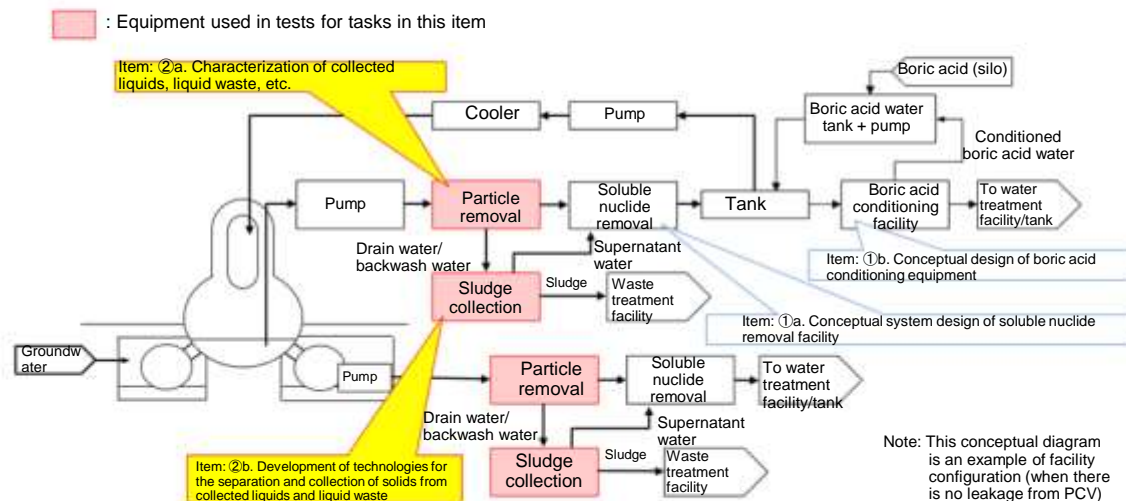 : Equipment used in tests for tasks in this item
Item: ②a. Characterization of collected
liquids, liquid waste, etc.
Boric acid (silo)
Cooler
Pump
Boric acid water
tank + pump
Conditioned
boric acid water
Pump
Particle
removal
Soluble
nuclide
removal
Tank
Boric acid
conditioning
facility
To water
treatment
facility/tank
Drain water/
backwash water
Supernatant
water
Item: ①b. Conceptual design of boric acid
conditioning equipment
Sludge
collection
Sludge
Waste
treatment
facility
Item: ①a. Conceptual system design of soluble nuclide
removal facility
Groundw
ater
Pump
Particle
removal
Soluble
nuclide
removal
To water
treatment
facility/tank
Drain water/
backwash water
Supernatant
water
Item: ②b. Development of technologies for
the separation and collection of solids from
collected liquids and liquid waste
Sludge
collection
Sludge
Waste
treatment
facility
Note: This conceptual diagram
is an example of facility
configuration (when there
is no leakage from PCV)